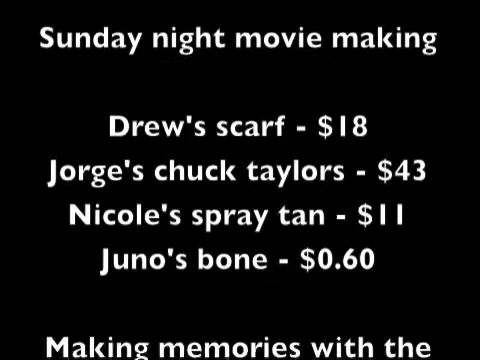 Sunday night movie making
Drew's scarf - $18
Jorge's chuck taylors - $43
Nicole's spray tan - $11
Juno's bone - $0.60
Making memories with the